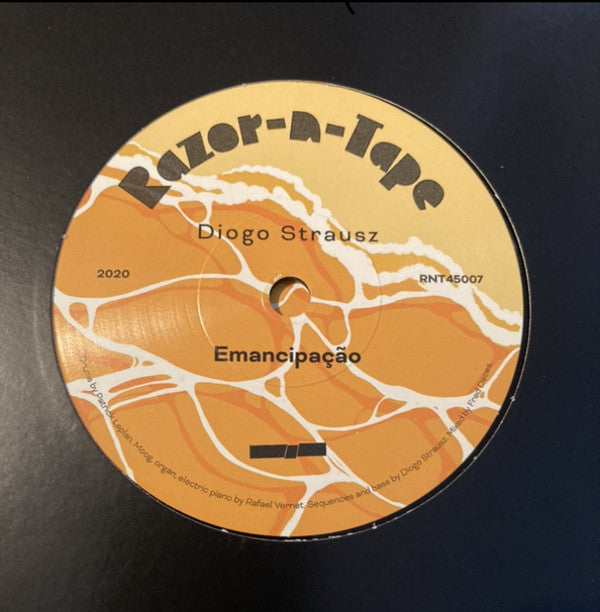 Razor-n-Tape
Diogo Strausz
2020
RNT45007
Emancipação
Drums by Patrick Laplan. Moog, organ, electric piano by Rafael Vernet. Sequences and bass by Diogo Strausz. Mixed by Fred